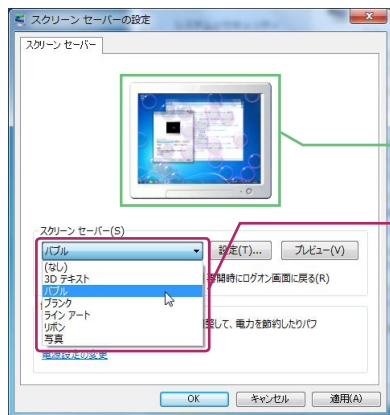 スクリーン セーバーの設定
スクリーン セーバー
スクリーン セーバー(S)
バブル
設定(T)...
プレビュー(V)
(なし)
3D テキスト
バブル
ブランク
ライン アート
リボン
写真
開時にログオン画面に戻る(R)
整して、電力を節約したりパフ
電源設定の変更
OK
キャンセル
適用(A)